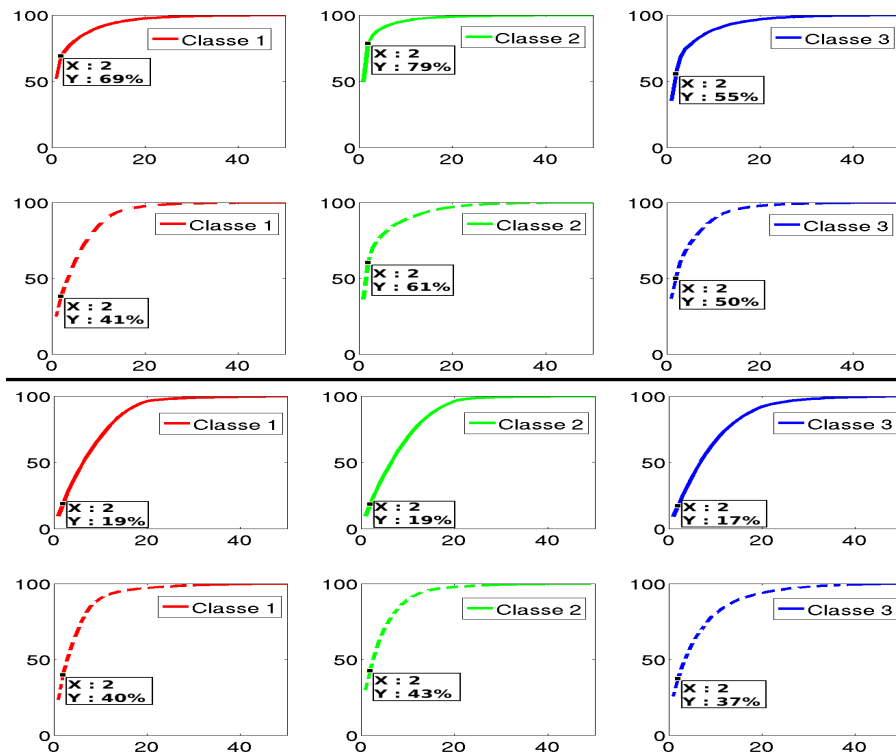 100
50
0
0 20 40
Classe 1
X : 2
Y : 69%
100
50
0
0 20 40
Classe 2
X : 2
Y : 79%
100
50
0
0 20 40
Classe 3
X : 2
Y : 55%
100
50
0
0 20 40
Classe 1
X : 2
Y : 41%
100
50
0
0 20 40
Classe 2
X : 2
Y : 61%
100
50
0
0 20 40
Classe 3
X : 2
Y : 50%
100
50
0
0 20 40
Classe 1
X : 2
Y : 19%
100
50
0
0 20 40
Classe 2
X : 2
Y : 19%
100
50
0
0 20 40
Classe 3
X : 2
Y : 17%
100
50
0
0 20 40
Classe 1
X : 2
Y : 40%
100
50
0
0 20 40
Classe 2
X : 2
Y : 43%
100
50
0
0 20 40
Classe 3
X : 2
Y : 37%